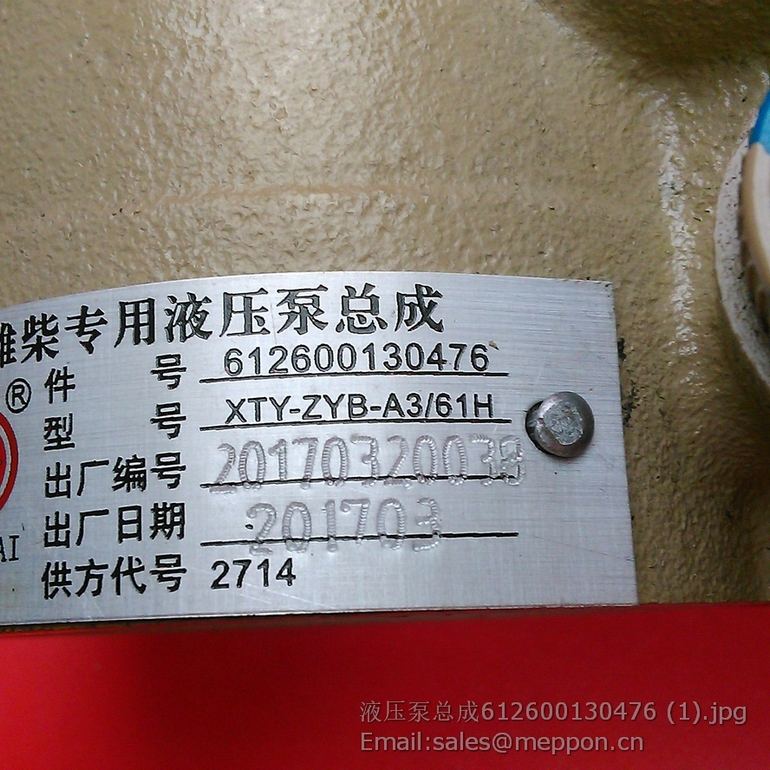 潍柴专用液压泵总成
® 件 号 612600130476
型 号 XTY-ZYB-A3/61H
出厂编号 20170320038
出厂日期 201703
AI 供方代号 2714
液压泵总成612600130476 (1).jpg
Email:sales@meppon.cn